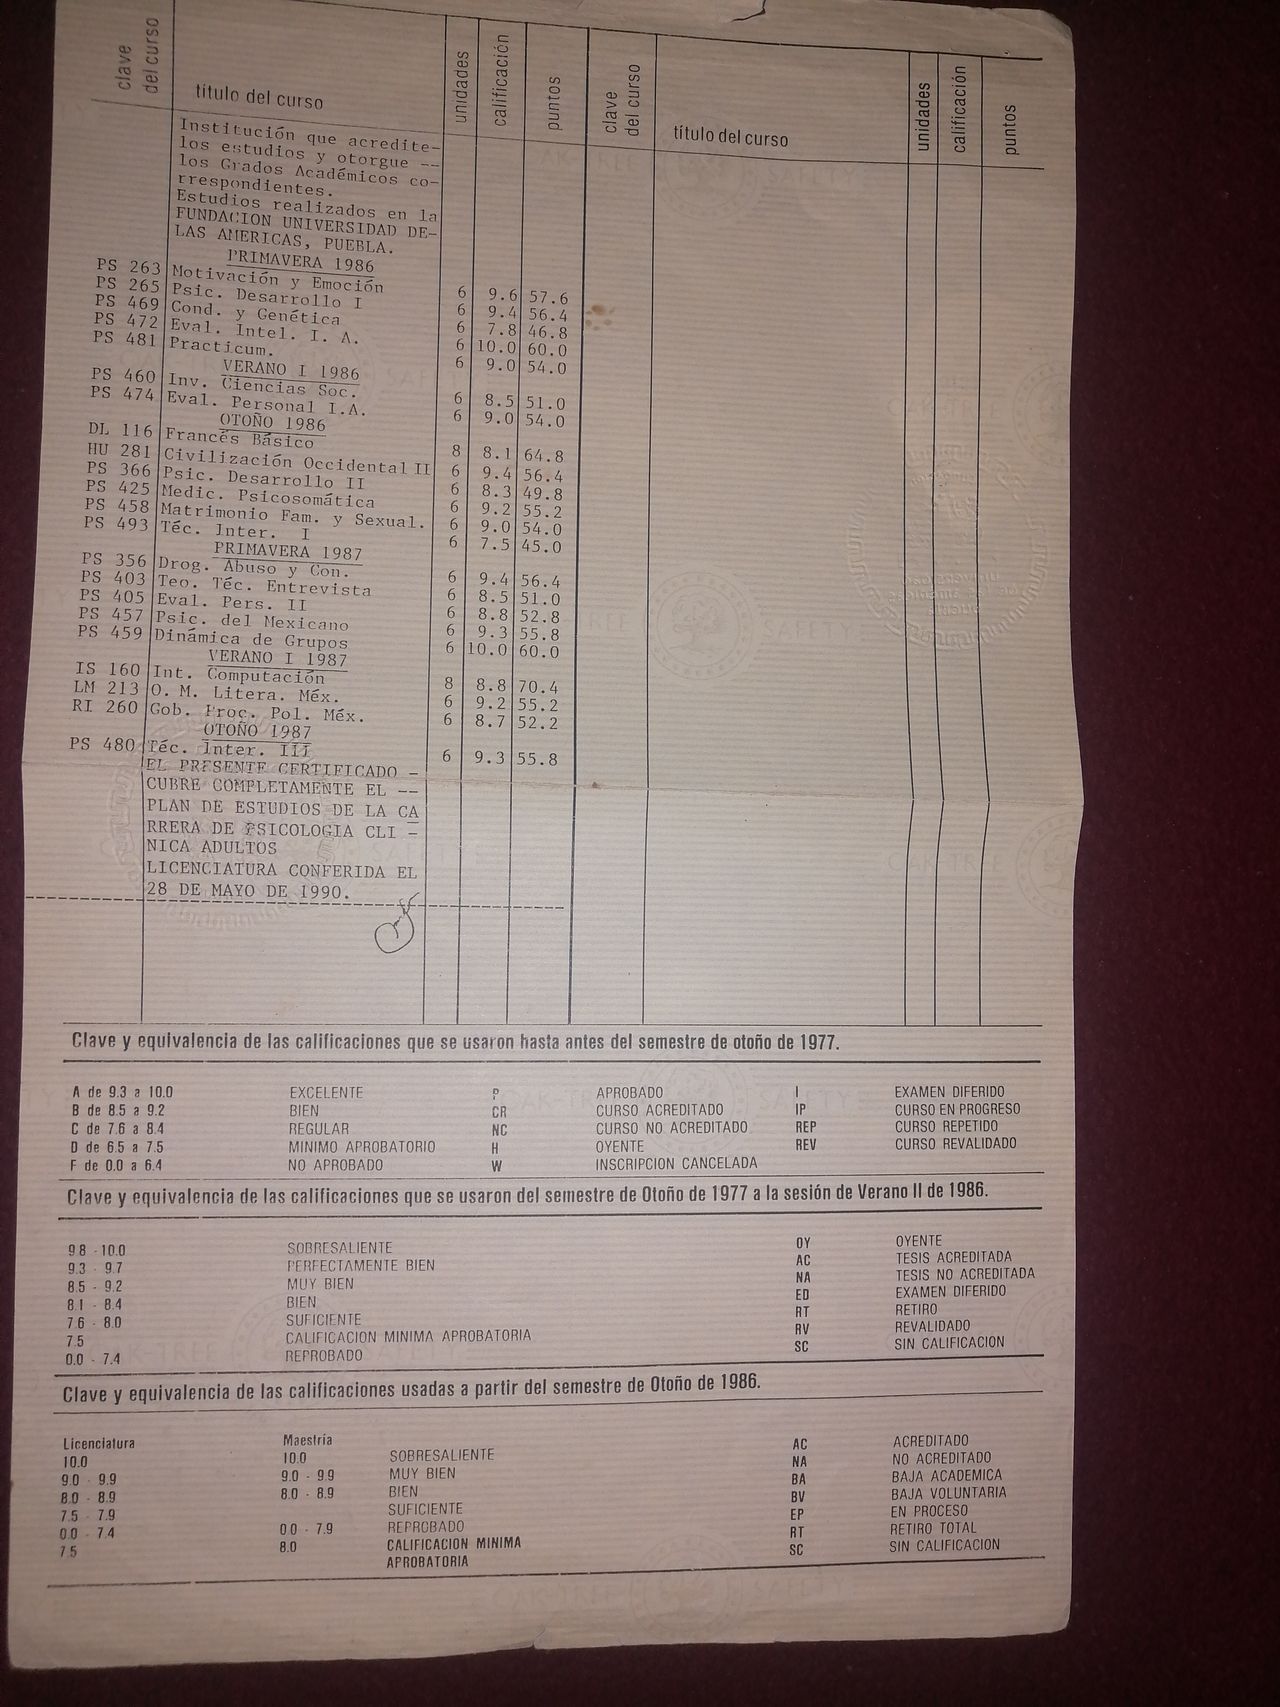 clave del curso título del curso unidades calificación puntos clave del curso título del curso unidades calificación puntos
Institución que acredite-
los estudios y otorgue --
los Grados Académicos co-
rrespondientes.
Estudios realizados en la
FUNDACION UNIVERSIDAD DE-
LAS AMERICAS, PUEBLA.
PRIMAVERA 1986
PS 263 Motivación y Emoción 6 9.6 57.6
PS 265 Psic. Desarrollo I 6 9.4 56.4
PS 469 Cond. y Genética 6 7.8 46.8
PS 472 Eval. Intel. I. A. 6 10.0 60.0
PS 481 Practicum. 6 9.0 54.0
VERANO I 1986
PS 460 Inv. Ciencias Soc. 6 8.5 51.0
PS 474 Eval. Personal I.A. 6 9.0 54.0
OTOÑO 1986
DL 116 Francés Básico 8 8.1 64.8
HU 281 Civilización Occidental II 6 9.4 56.4
PS 366 Psic. Desarrollo II 6 8.3 49.8
PS 425 Medic. Psicosomática 6 9.2 55.2
PS 458 Matrimonio Fam. y Sexual. 6 9.0 54.0
PS 493 Téc. Inter. I 6 7.5 45.0
PRIMAVERA 1987
PS 356 Drog. Abuso y Con. 6 9.4 56.4
PS 403 Teo. Téc. Entrevista 6 8.5 51.0
PS 405 Eval. Pers. II 6 8.8 52.8
PS 457 Psic. del Mexicano 6 9.3 55.8
PS 459 Dinámica de Grupos 6 10.0 60.0
VERANO I 1987
IS 160 Int. Computación 8 8.8 70.4
LM 213 O. M. Litera. Méx. 6 9.2 55.2
RI 260 Gob. Proc. Pol. Méx. 6 8.7 52.2
OTOÑO 1987
PS 480 Téc. Inter. III 6 9.3 55.8
EL PRESENTE CERTIFICADO -
CUBRE COMPLETAMENTE EL --
PLAN DE ESTUDIOS DE LA CA
RRERA DE PSICOLOGIA CLI -
NICA ADULTOS
LICENCIATURA CONFERIDA EL
28 DE MAYO DE 1990.
Clave y equivalencia de las calificaciones que se usaron hasta antes del semestre de otoño de 1977.
A de 9.3 a 10.0 EXCELENTE P APROBADO I EXAMEN DIFERIDO
B de 8.5 a 9.2 BIEN CR CURSO ACREDITADO IP CURSO EN PROGRESO
C de 7.6 a 8.4 REGULAR NC CURSO NO ACREDITADO REP CURSO REPETIDO
D de 6.5 a 7.5 MINIMO APROBATORIO H OYENTE REV CURSO REVALIDADO
F de 0.0 a 6.4 NO APROBADO W INSCRIPCION CANCELADA
Clave y equivalencia de las calificaciones que se usaron del semestre de Otoño de 1977 a la sesión de Verano II de 1986.
9.8 - 10.0 SOBRESALIENTE OY OYENTE
9.3 - 9.7 PERFECTAMENTE BIEN AC TESIS ACREDITADA
8.5 - 9.2 MUY BIEN NA TESIS NO ACREDITADA
8.1 - 8.4 BIEN ED EXAMEN DIFERIDO
7.6 - 8.0 SUFICIENTE RT RETIRO
7.5 CALIFICACION MINIMA APROBATORIA RV REVALIDADO
0.0 - 7.4 REPROBADO SC SIN CALIFICACION
Clave y equivalencia de las calificaciones usadas a partir del semestre de Otoño de 1986.
Licenciatura Maestria AC ACREDITADO
10.0 10.0 SOBRESALIENTE NA NO ACREDITADO
9.0 - 9.9 9.0 - 9.9 MUY BIEN BA BAJA ACADEMICA
8.0 - 8.9 8.0 - 8.9 BIEN BV BAJA VOLUNTARIA
7.5 - 7.9 SUFICIENTE EP EN PROCESO
0.0 - 7.4 0.0 - 7.9 REPROBADO RT RETIRO TOTAL
7.5 8.0 CALIFICACION MINIMA SC SIN CALIFICACION
APROBATORIA